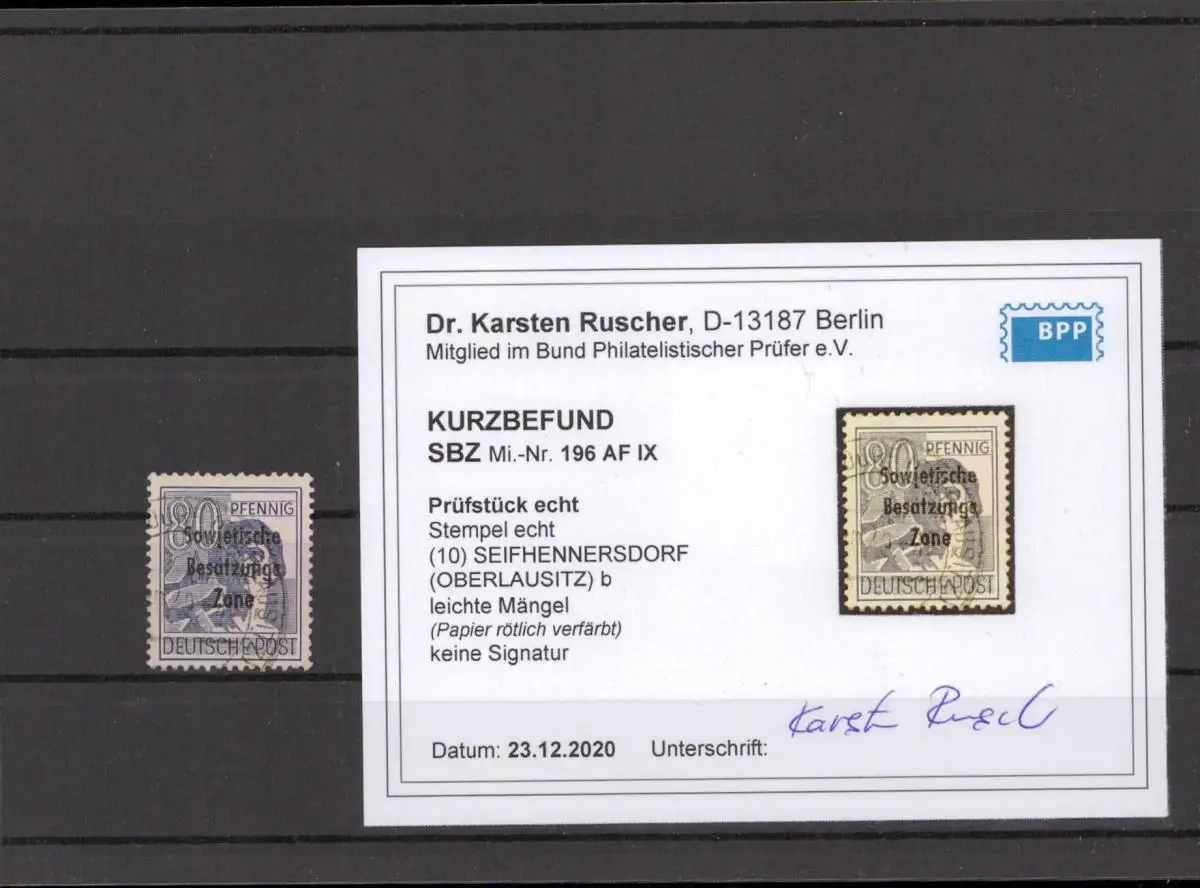 80 PFENNIG
Sowjetische
Besatzungs
Zone
DEUTSCHE POST
Dr. Karsten Ruscher, D-13187 Berlin
Mitglied im Bund Philatelistischer Prüfer e.V.
BPP
KURZBEFUND
SBZ Mi.-Nr. 196 AF IX
Prüfstück echt
Stempel echt
(10) SEIFHENNERSDORF
(OBERLAUSITZ) b
leichte Mängel
(Papier rötlich verfärbt)
keine Signatur
80 PFENNIG
Sowjetische
Besatzungs
Zone
DEUTSCHE POST
Karsten Ruscher
Datum: 23.12.2020 Unterschrift: